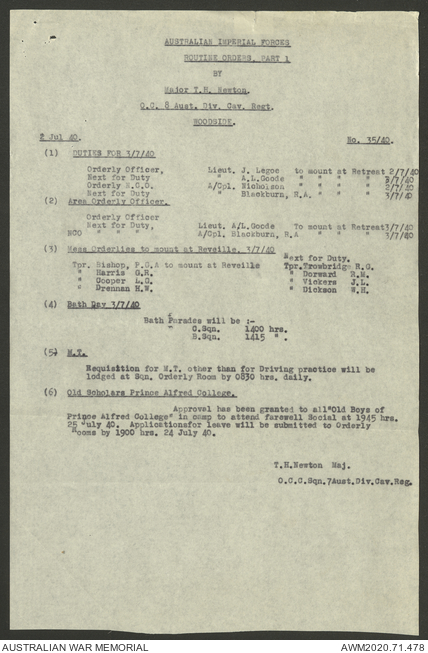 AUSTRALIAN IMPERIAL FORCES
ROUTINE ORDERS, PART 1
BY
Major T.H. Newton.
O.C. 8 Aust. Div. Cav. Regt.
WOODSIDE.
2 Jul 40. No. 35/40.
(1) DUTIES FOR 3/7/40
Orderly Officer, Lieut. J. Legoe to mount at Retreat 2/7/40
Next for Duty " A.L.Goode " " " " 3/7/40
Orderly N.C.O. A/Cpl. Nicholson " " " " 2/7/40
Next for Duty " Blackburn, R.A. " " " " 3/7/40
(2) Area Orderly Officer.
Orderly Officer
Next for Duty, Lieut. A/L.Goode To mount at Retreat3/7/40
NCO " " " A/Cpl. Blackburn, R.A " " " " 3/7/40
(3) Mess Orderlies to mount at Reveille, 3/7/40
Next for Duty.
Tpr. Bishop, P.G.A to mount at Reveille Tpr.Trowbridge R.G.
" Harris G.R. " Dorward R.M.
" Cooper L.G. " Vickers J.L.
" Drennan H.W. " Dickson W.H.
(4) Bath Day 3/7/40
Bath Parades will be :-
" C.Sqn. 1400 hrs.
B.Sqn. 1415 " .
(5) M.T.
Requisition for M.T. other than for Driving practice will be
lodged at Sqn. Orderly Room by 0830 hrs. daily.
(6) Old Scholars Prince Alfred College.
Approval has been granted to all"Old Boys of
Prince Alfred College" in camp to attend farewell Social at 1945 hrs.
25 "uly 40. Applicationsfor leave will be submitted to Orderly
"ooms by 1900 hrs. 24 July 40.
T.H.Newton Maj.
O.C.C.Sqn.7Aust.Div.Cav.Reg.
AUSTRALIAN WAR MEMORIAL AWM2020.71.478